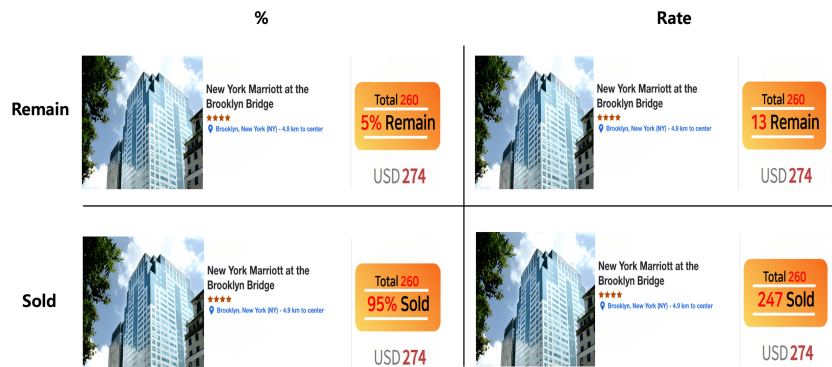 %
Rate
Remain
New York Marriott at the
Brooklyn Bridge
Brooklyn, New York (NY) - 4.9 km to center
Total 260
5% Remain
USD 274
New York Marriott at the
Brooklyn Bridge
Brooklyn, New York (NY) - 4.9 km to center
Total 260
13 Remain
USD 274
Sold
New York Marriott at the
Brooklyn Bridge
Brooklyn, New York (NY) - 4.9 km to center
Total 260
95% Sold
USD 274
New York Marriott at the
Brooklyn Bridge
Brooklyn, New York (NY) - 4.9 km to center
Total 260
247 Sold
USD 274